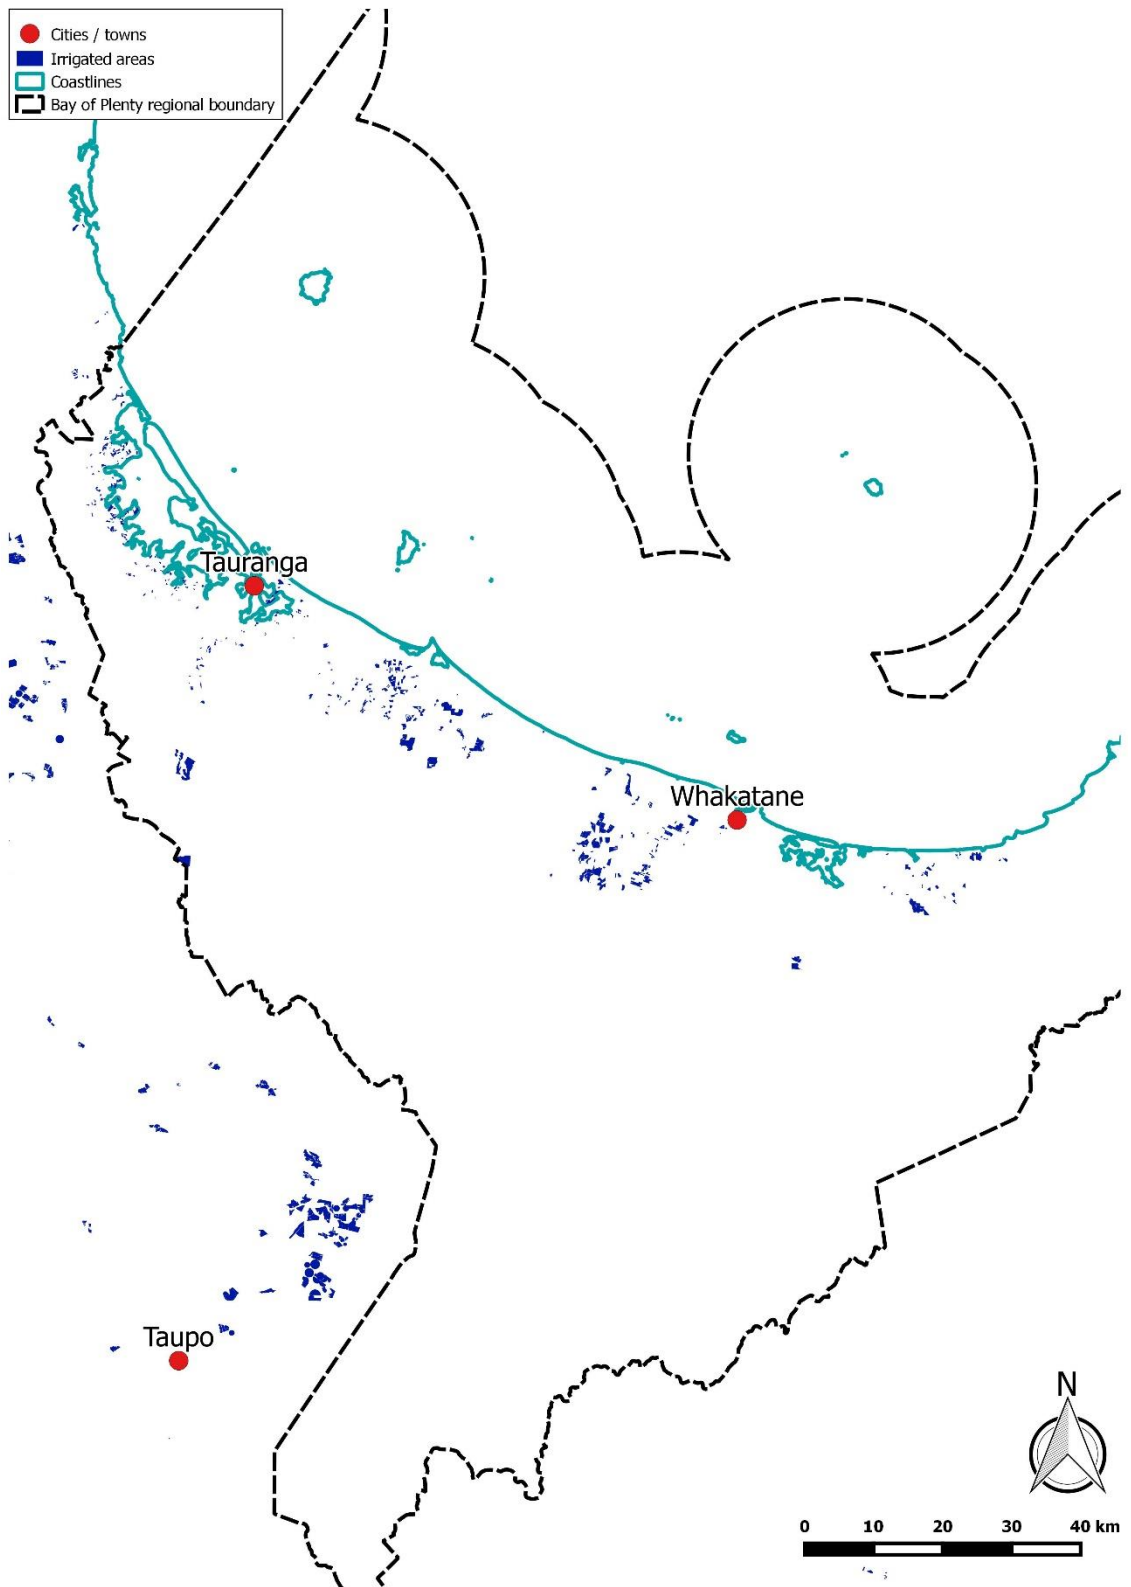 Cities / towns
Irrigated areas
Coastlines
Bay of Plenty regional boundary
Tauranga
Whakatane
Taupo
N
0 10 20 30 40 km